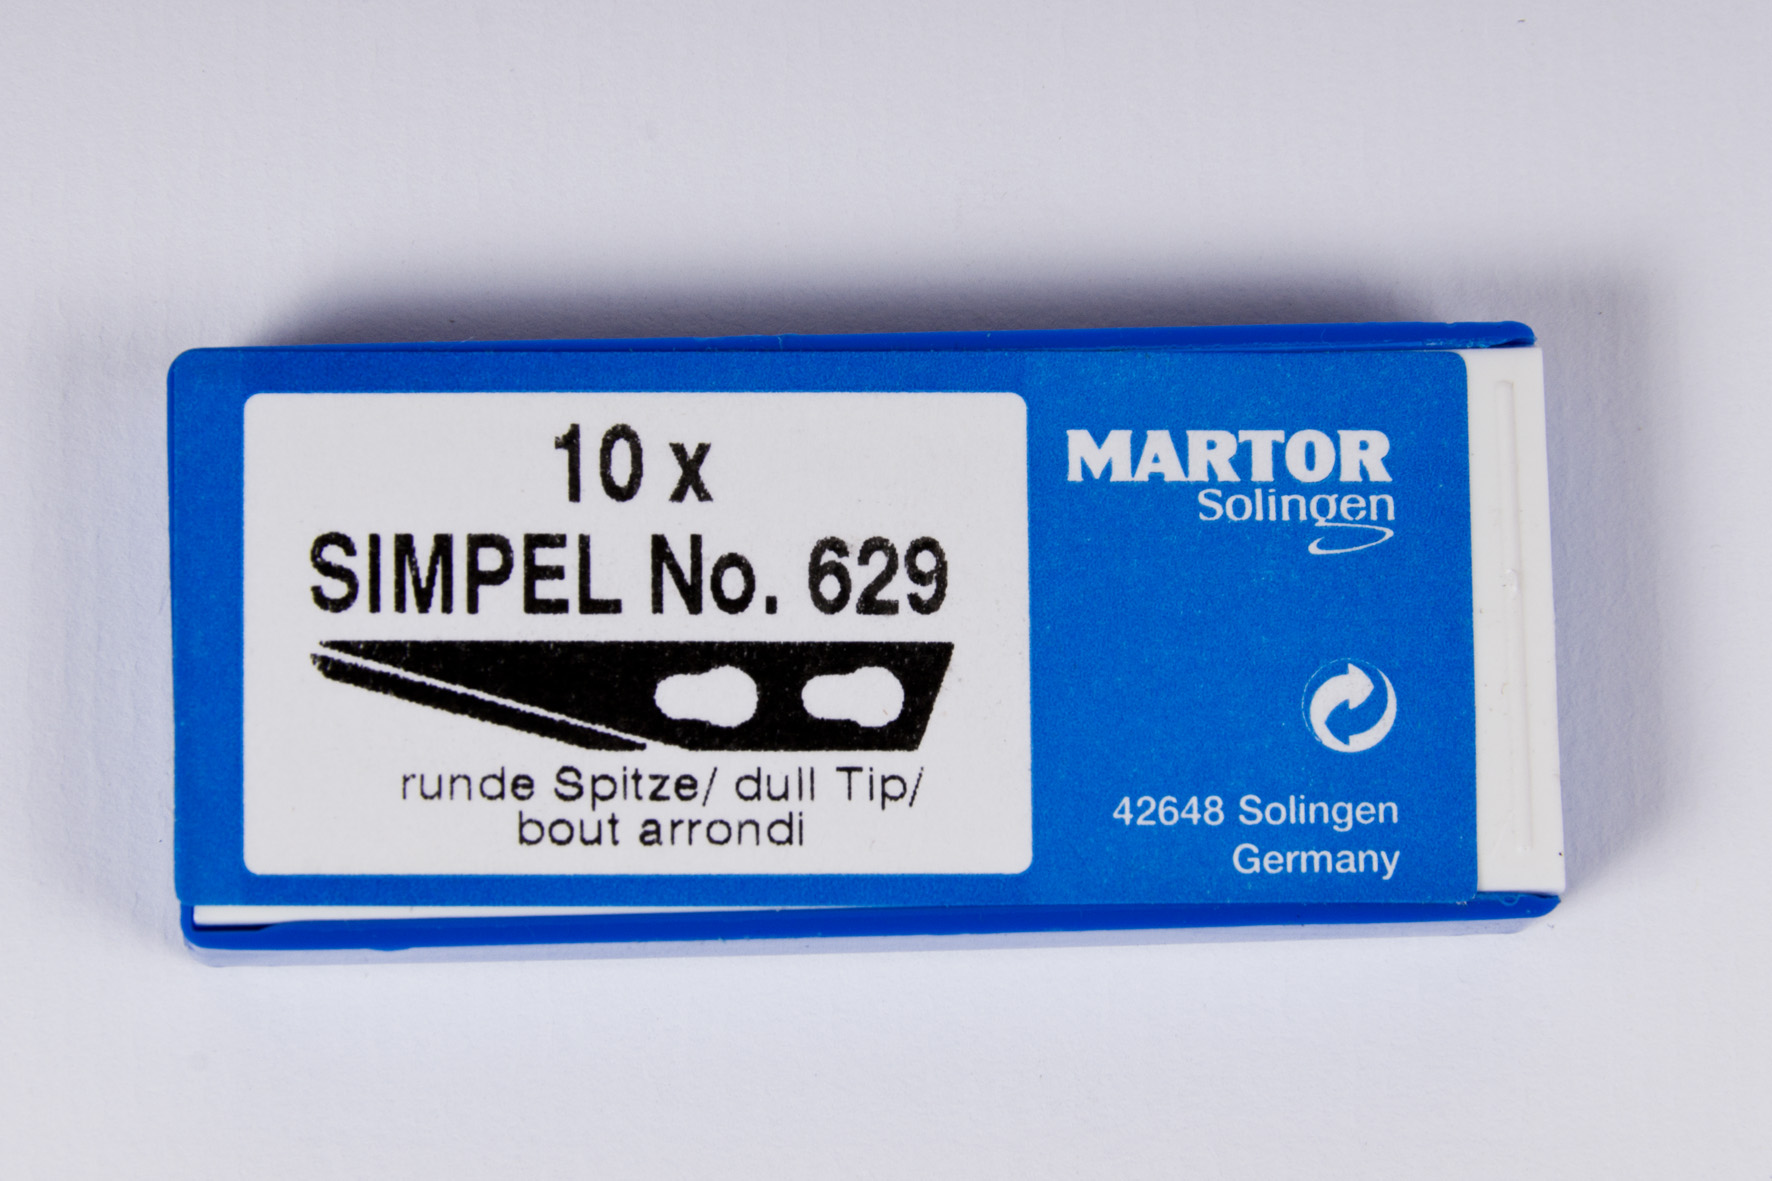 10 x
SIMPEL No. 629
runde Spitze/ dull Tip/
bout arrondi
MARTOR
Solingen
42648 Solingen
Germany